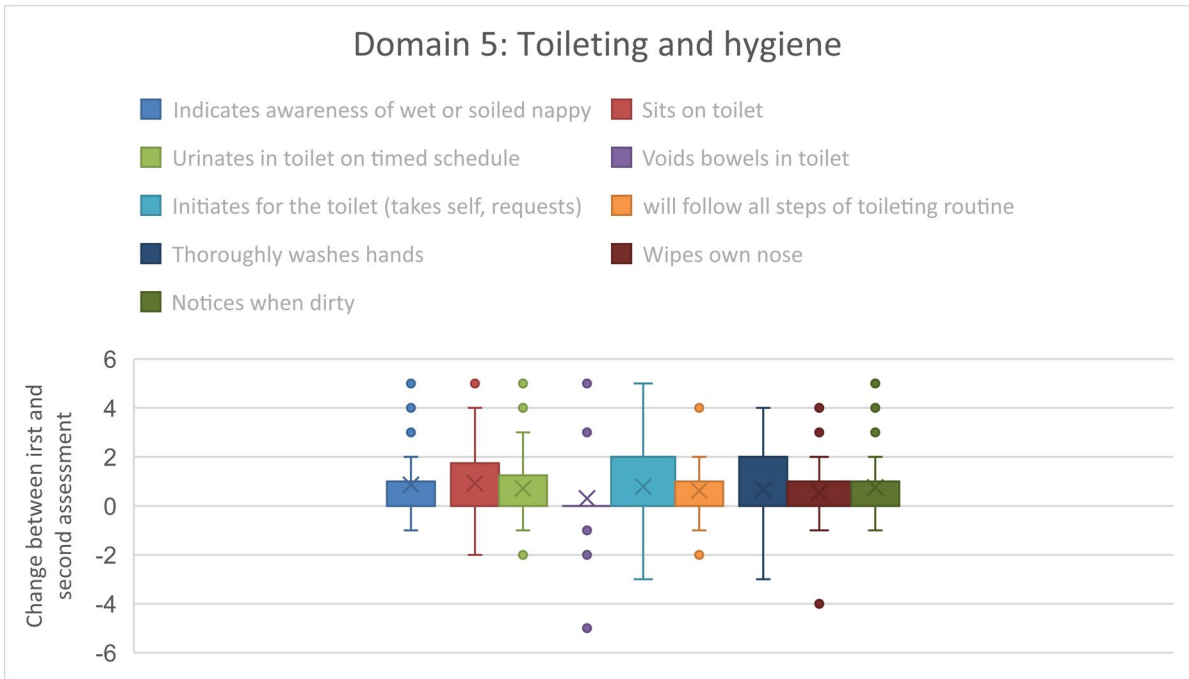 Domain 5: Toileting and hygiene
Indicates awareness of wet or soiled nappy
Sits on toilet
Urinates in toilet on timed schedule
Voids bowels in toilet
Initiates for the toilet (takes self, requests)
will follow all steps of toileting routine
Thoroughly washes hands
Wipes own nose
Notices when dirty
Change between irst and
second assessment
6
4
2
0
-2
-4
-6